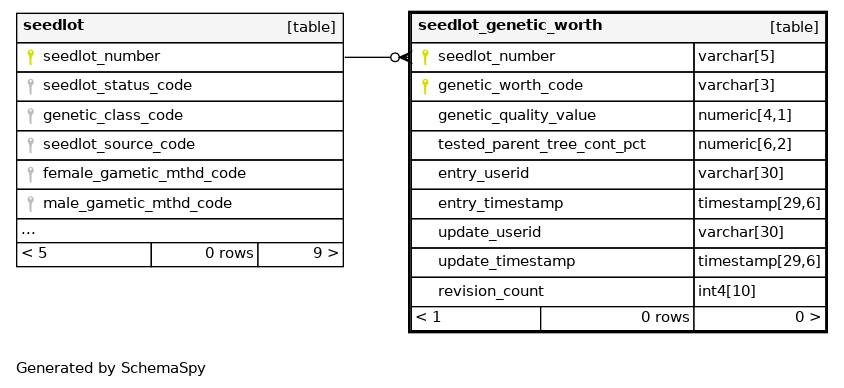 seedlot [table]
seedlot_number
seedlot_status_code
genetic_class_code
seedlot_source_code
female_gametic_mthd_code
male_gametic_mthd_code
...
< 5 0 rows 9 >
seedlot_genetic_worth [table]
seedlot_number varchar[5]
genetic_worth_code varchar[3]
genetic_quality_value numeric[4,1]
tested_parent_tree_cont_pct numeric[6,2]
entry_userid varchar[30]
entry_timestamp timestamp[29,6]
update_userid varchar[30]
update_timestamp timestamp[29,6]
revision_count int4[10]
< 1 0 rows 0 >
Generated by SchemaSpy